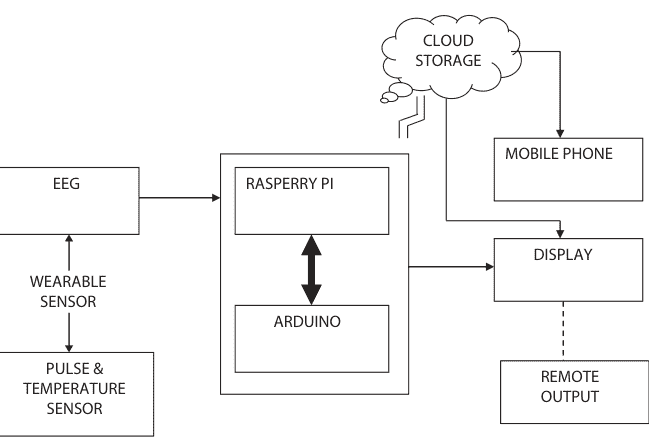 CLOUD
STORAGE
MOBILE PHONE
EEG
RASPERRY PI
DISPLAY
WEARABLE
SENSOR
ARDUINO
PULSE &
TEMPERATURE
SENSOR
REMOTE
OUTPUT